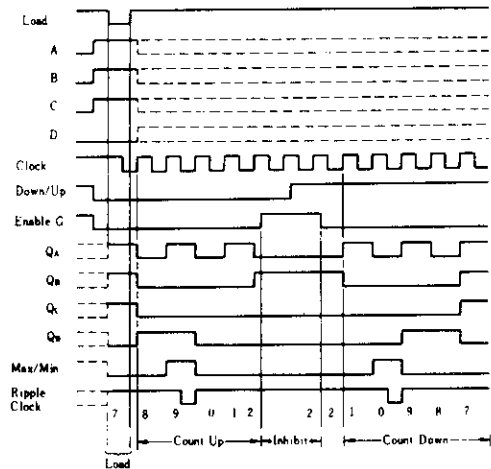 Load
A
B
C
D
Clock
Down/Up
Enable G
QA
QB
QC
QD
Max/Min
Ripple
Clock
7 8 9 0 1 2 2 2 1 0 9 8 7
Count Up Inhibit Count Down
Load